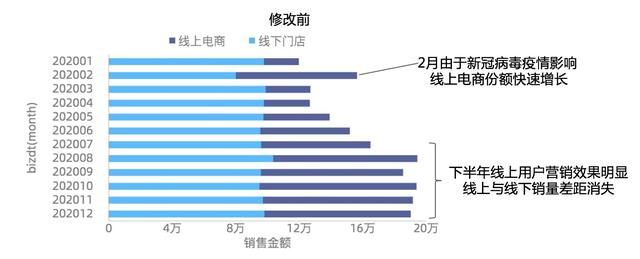 修改前
线上电商 线下门店
202001
202002
202003
202004
202005
202006
202007
202008
202009
202010
202011
202012
bizdt(month)
0 4万 8万 12万 16万 20万
销售金额
2月由于新冠病毒疫情影响
线上电商份额快速增长
下半年线上用户营销效果明显
线上与线下销量差距消失